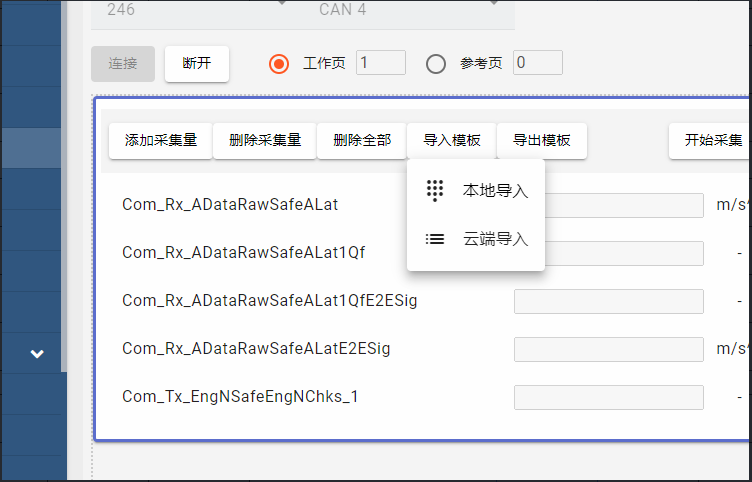 246 CAN 4
连接 断开 工作页 1 参考页 0
添加采集量 删除采集量 删除全部 导入模板 导出模板 开始采集
本地导入
云端导入
Com_Rx_ADataRawSafeALat m/s
Com_Rx_ADataRawSafeALat1Qf -
Com_Rx_ADataRawSafeALat1QfE2ESig -
Com_Rx_ADataRawSafeALatE2ESig m/s
Com_Tx_EngNSafeEngNChks_1 -